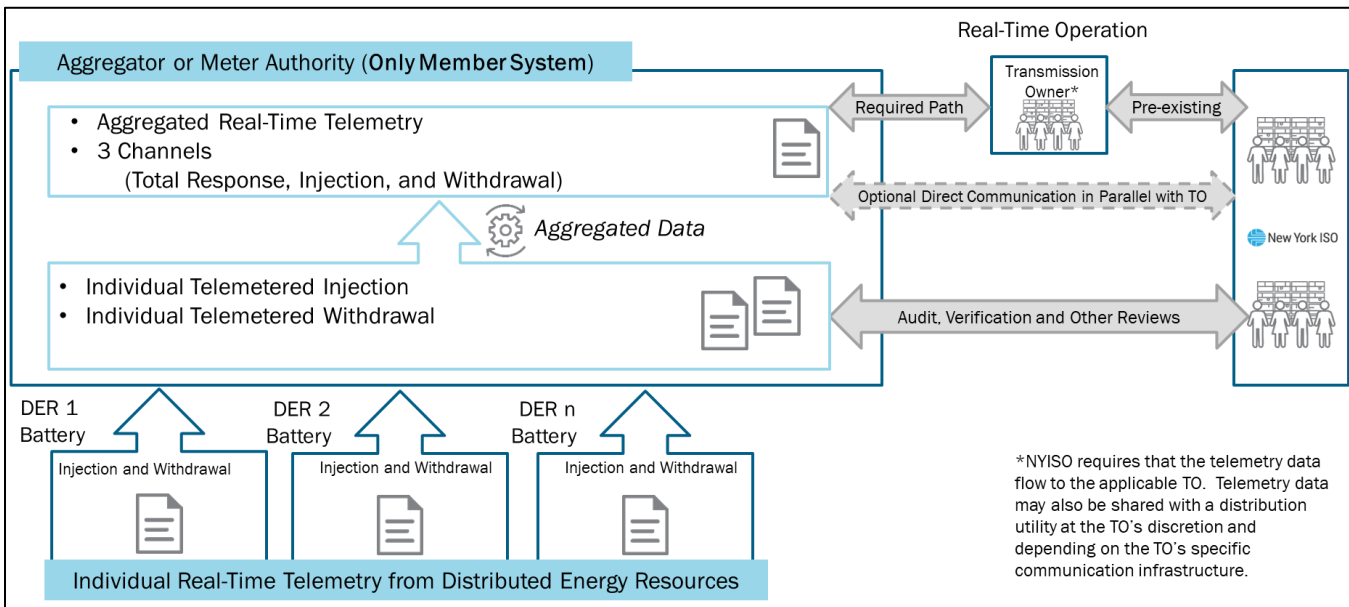 Real-Time Operation
Aggregator or Meter Authority (Only Member System)
• Aggregated Real-Time Telemetry
• 3 Channels
(Total Response, Injection, and Withdrawal)
Required Path
Transmission
Owner*
Pre-existing
Optional Direct Communication in Parallel with TO
Aggregated Data
New York ISO
• Individual Telemetered Injection
• Individual Telemetered Withdrawal
Audit, Verification and Other Reviews
DER 1
Battery
DER 2
Battery
DER n
Battery
Injection and Withdrawal
Injection and Withdrawal
Injection and Withdrawal
Individual Real-Time Telemetry from Distributed Energy Resources
*NYISO requires that the telemetry data
flow to the applicable TO. Telemetry data
may also be shared with a distribution
utility at the TO's discretion and
depending on the TO's specific
communication infrastructure.